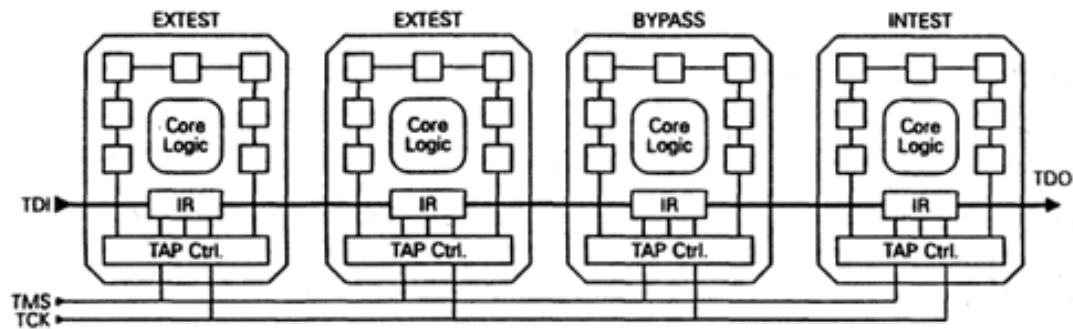 EXTEST EXTEST BYPASS INTEST
Core Logic Core Logic Core Logic Core Logic
TDO
TDI IR IR IR IR
TAP Ctrl. TAP Ctrl. TAP Ctrl. TAP Ctrl.
TMS
TCK